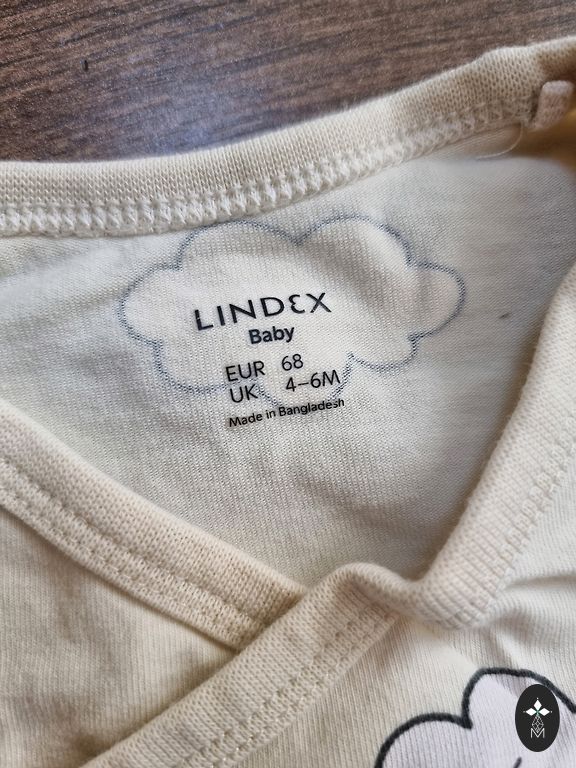 LINDEX
Baby
EUR 68
UK 4–6M
Made in Bangladesh
M